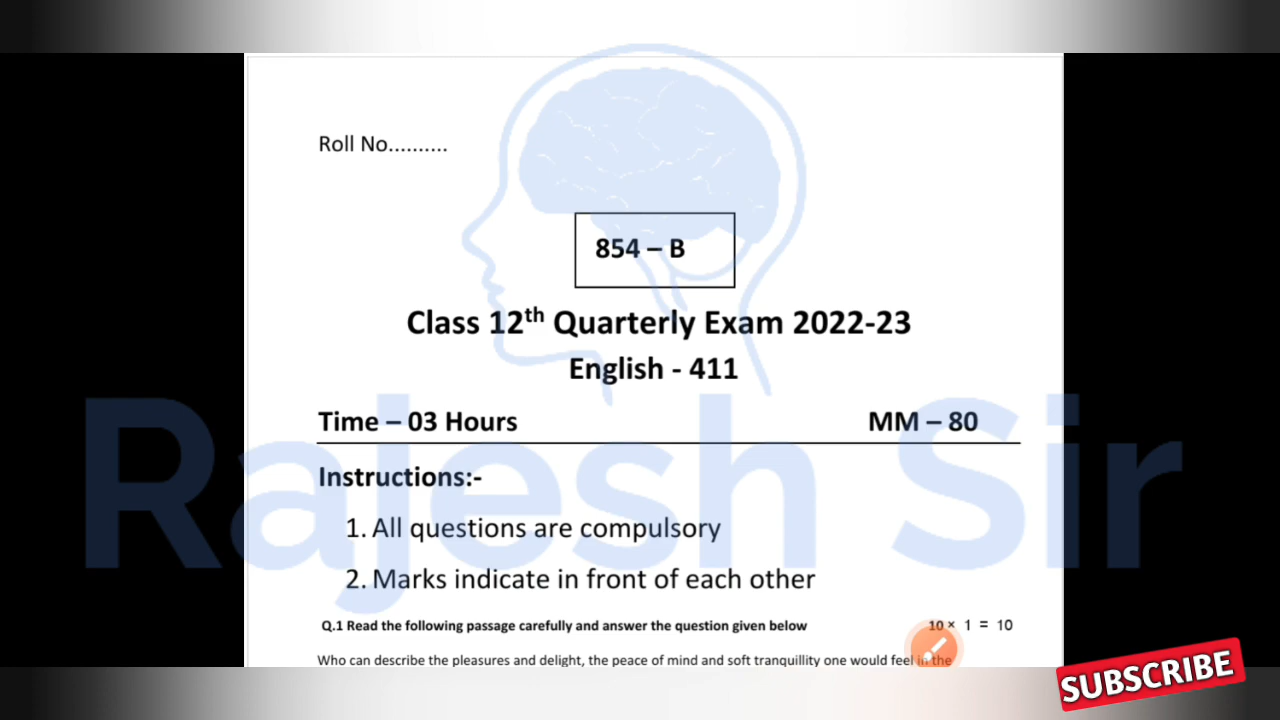 Roll No..........
854 – B
Class 12th Quarterly Exam 2022-23
English - 411
Time – 03 Hours MM – 80
Instructions:-
1. All questions are compulsory
2. Marks indicate in front of each other
Q.1 Read the following passage carefully and answer the question given below 10 × 1 = 10
Who can describe the pleasures and delight, the peace of mind and soft tranquillity one would feel in the
Rajesh Sir
SUBSCRIBE